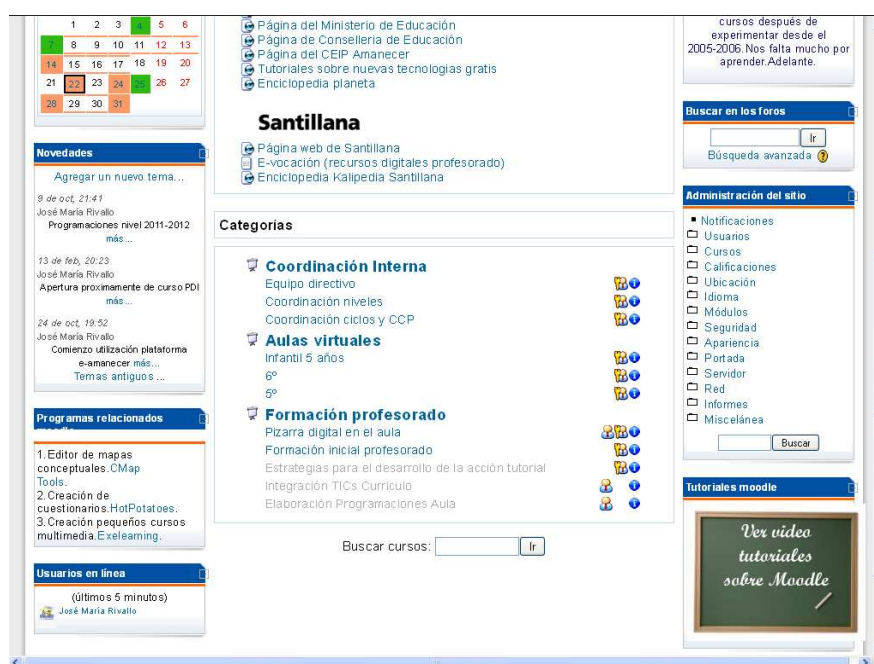 1 2 3 4 5 6
7 8 9 10 11 12 13
14 15 16 17 18 19 20
21 22 23 24 25 26 27
28 29 30 31
Novedades
Agregar un nuevo tema...
9 de oct, 21:41
José María Rivallo
Programaciones nivel 2011-2012
más...
13 de feb, 20:23
José María Rivallo
Apertura proximamente de curso PDI
más...
24 de oct, 19:52
José María Rivallo
Comienzo utilización plataforma
e-amanecer más...
Temas antiguos ...
Programas relacionados
moodle
1.Editor de mapas
conceptuales.CMap
Tools.
2.Creación de
cuestionarios.HotPotatoes.
3.Creación pequeños cursos
multimedia.Exelearning.
Usuarios en línea
(últimos 5 minutos)
José María Rivallo
Página del Ministerio de Educación
Página de Conselleria de Educación
Página del CEIP Amanecer
Tutoriales sobre nuevas tecnologias gratis
Enciclopedia planeta
Santillana
Página web de Santillana
E-vocación (recursos digitales profesorado)
Enciclopedia Kalipedia Santillana
Categorías
Coordinación Interna
Equipo directivo
Coordinación niveles
Coordinación ciclos y CCP
Aulas virtuales
Infantil 5 años
6º
5º
Formación profesorado
Pizarra digital en el aula
Formación inicial profesorado
Estrategias para el desarrollo de la acción tutorial
Integración TICs Curriculo
Elaboración Programaciones Aula
Buscar cursos: Ir
cursos después de
experimentar desde el
2005-2006.Nos falta mucho por
aprender.Adelante.
Buscar en los foros
Ir
Búsqueda avanzada
Administración del sitio
Notificaciones
Usuarios
Cursos
Calificaciones
Ubicación
Idioma
Módulos
Seguridad
Apariencia
Portada
Servidor
Red
Informes
Miscelánea
Buscar
Tutoriales moodle
Ver video
tutoriales
sobre Moodle